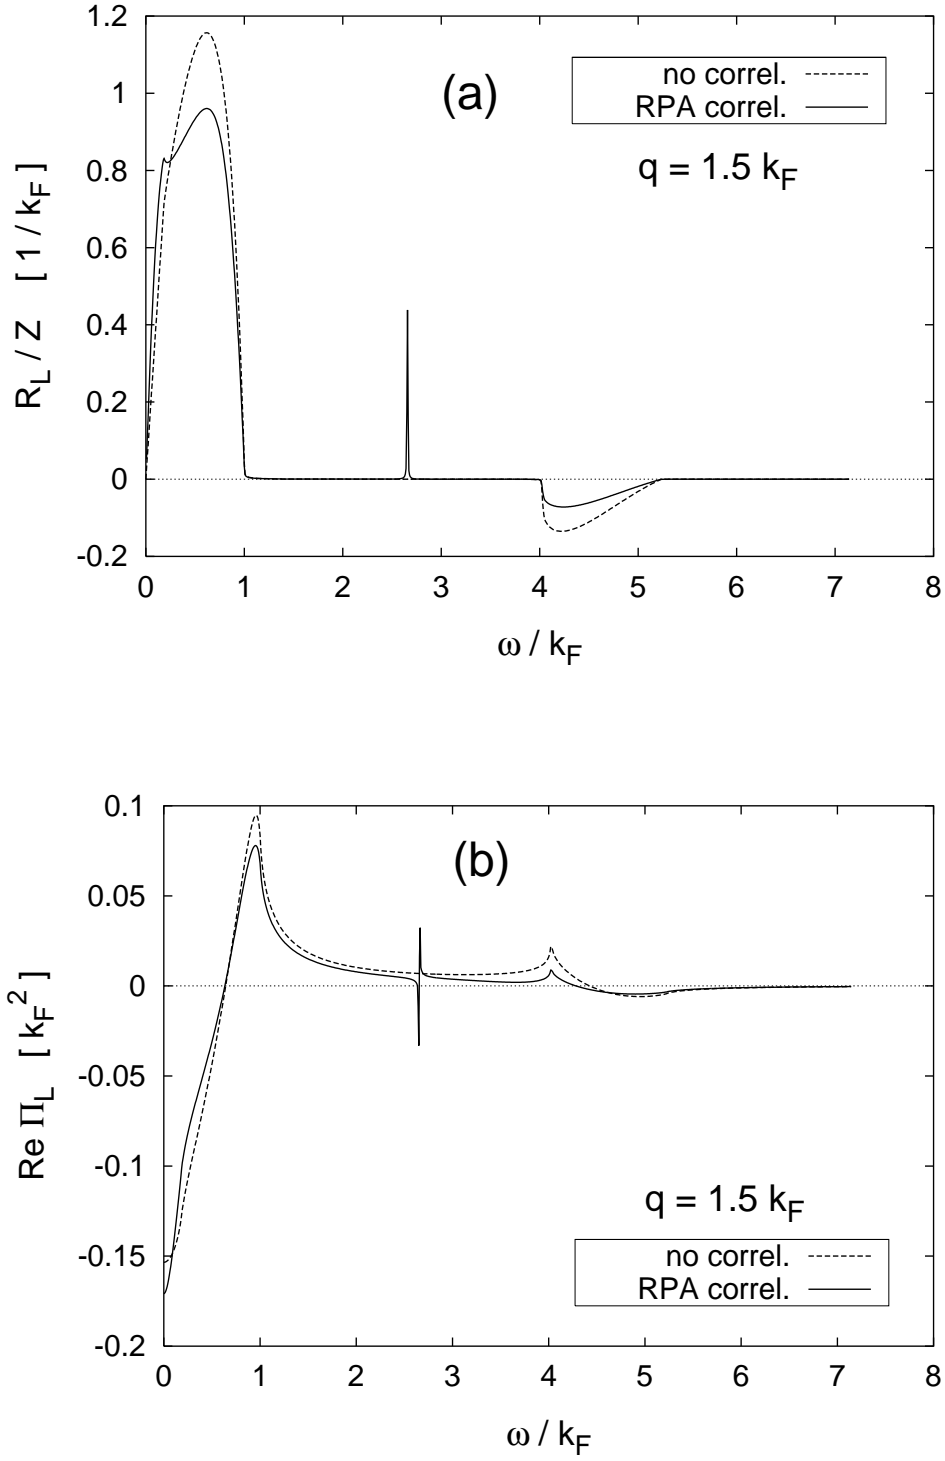 1.2
1
0.8
0.6
0.4
0.2
0
-0.2
R_L / Z [ 1 / k_F ]
(a)
no correl.
RPA correl.
q = 1.5 k_F
0 1 2 3 4 5 6 7 8
ω / k_F
0.1
0.05
0
-0.05
-0.1
-0.15
-0.2
Re Π_L [ k_F^2 ]
(b)
q = 1.5 k_F
no correl.
RPA correl.
0 1 2 3 4 5 6 7 8
ω / k_F